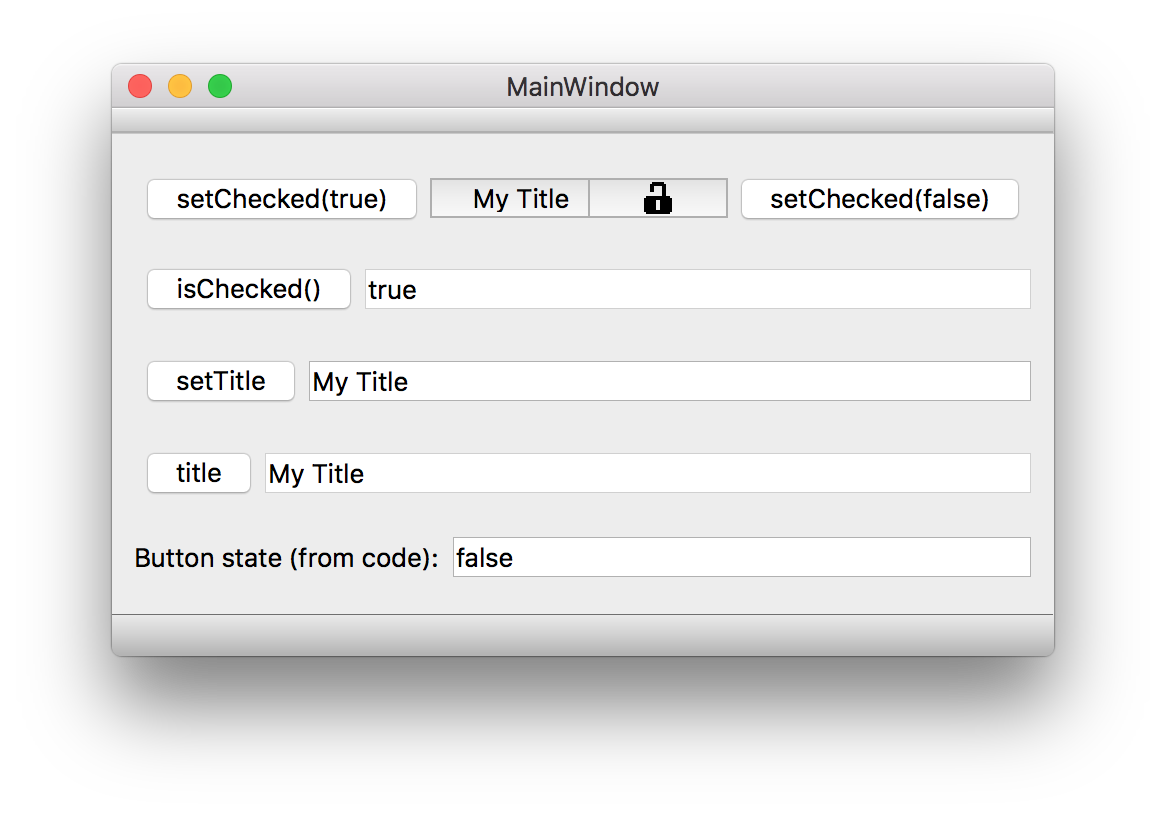 MainWindow
setChecked(true) My Title setChecked(false)
isChecked() true
setTitle My Title
title My Title
Button state (from code): false